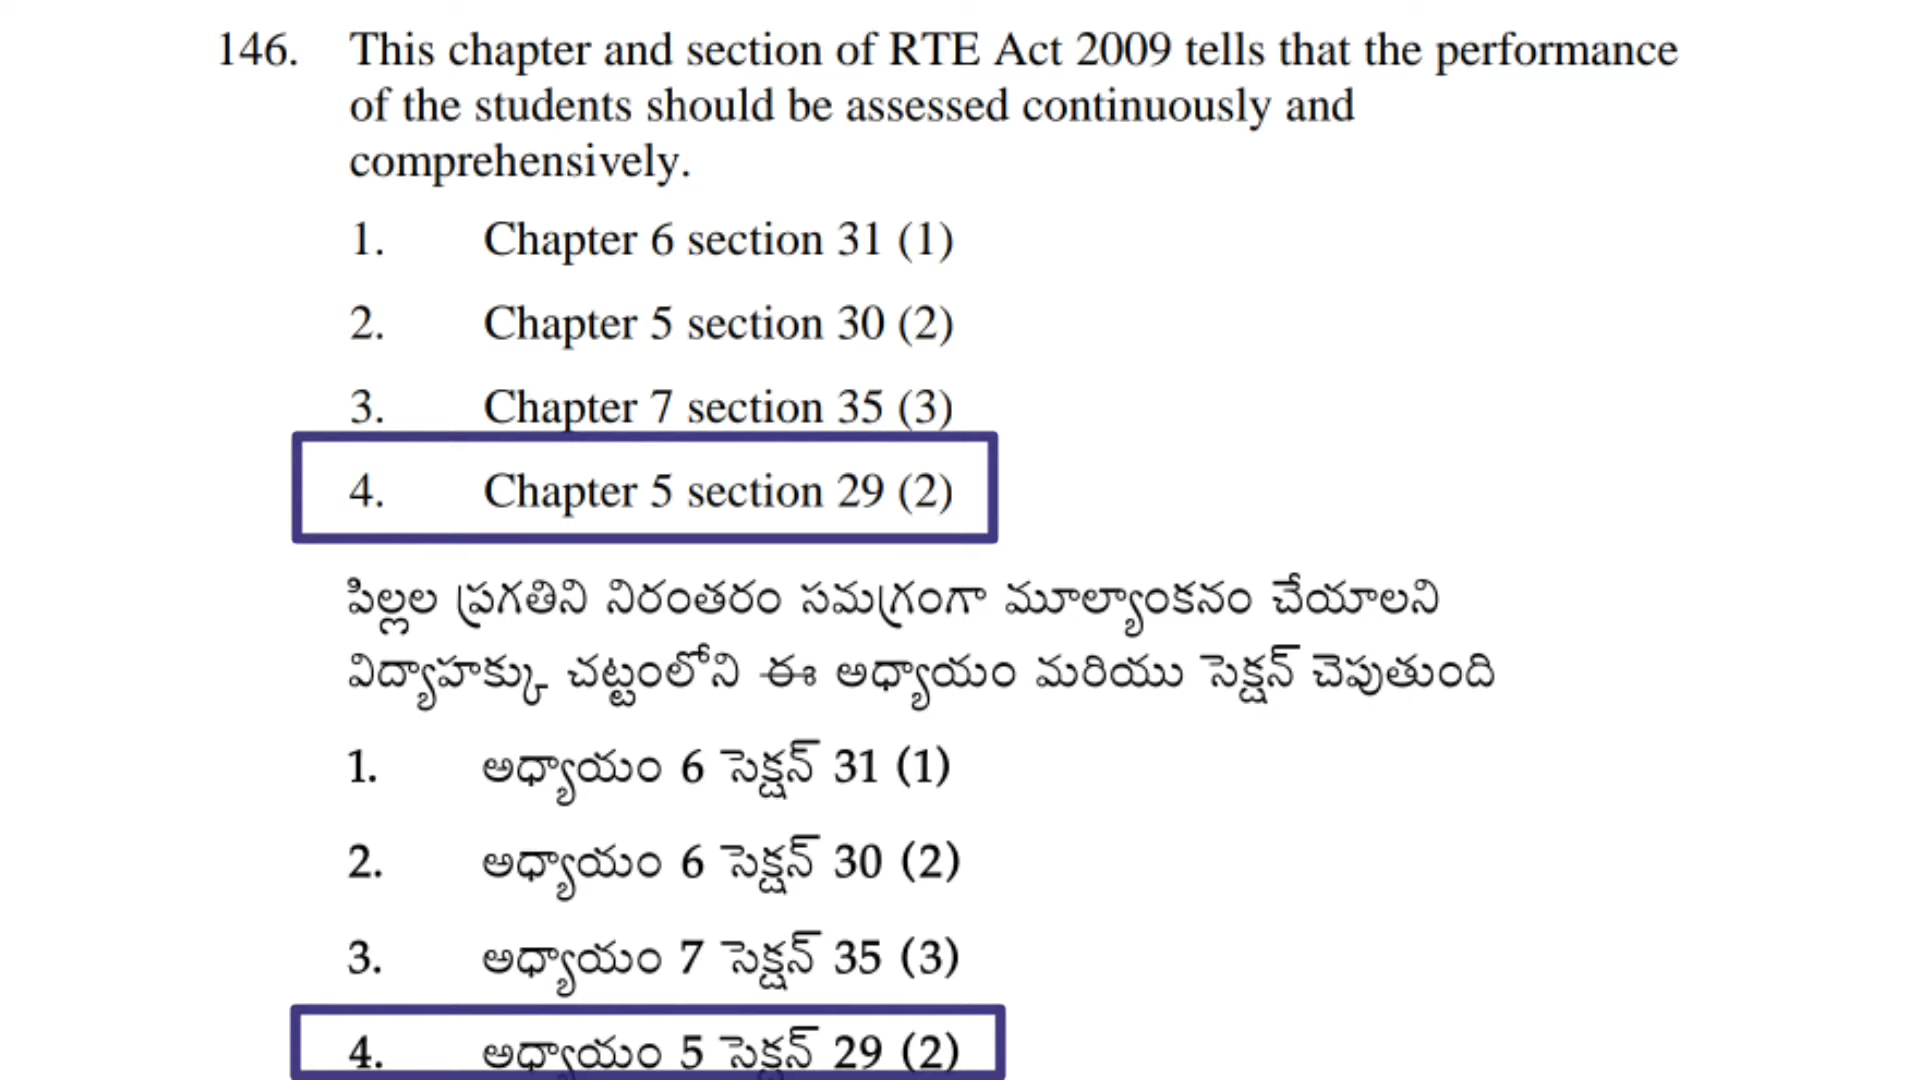 146. This chapter and section of RTE Act 2009 tells that the performance
of the students should be assessed continuously and
comprehensively.
1. Chapter 6 section 31 (1)
2. Chapter 5 section 30 (2)
3. Chapter 7 section 35 (3)
4. Chapter 5 section 29 (2)
పిల్లల ప్రగతిని నిరంతరం సమగ్రంగా మూల్యాంకనం చేయాలని
విద్యాహక్కు చట్టంలోని ఈ అధ్యాయం మరియు సెక్షన్ చెపుతుంది
1. అధ్యాయం 6 సెక్షన్ 31 (1)
2. అధ్యాయం 6 సెక్షన్ 30 (2)
3. అధ్యాయం 7 సెక్షన్ 35 (3)
4. అధ్యాయం 5 సెక్షన్ 29 (2)